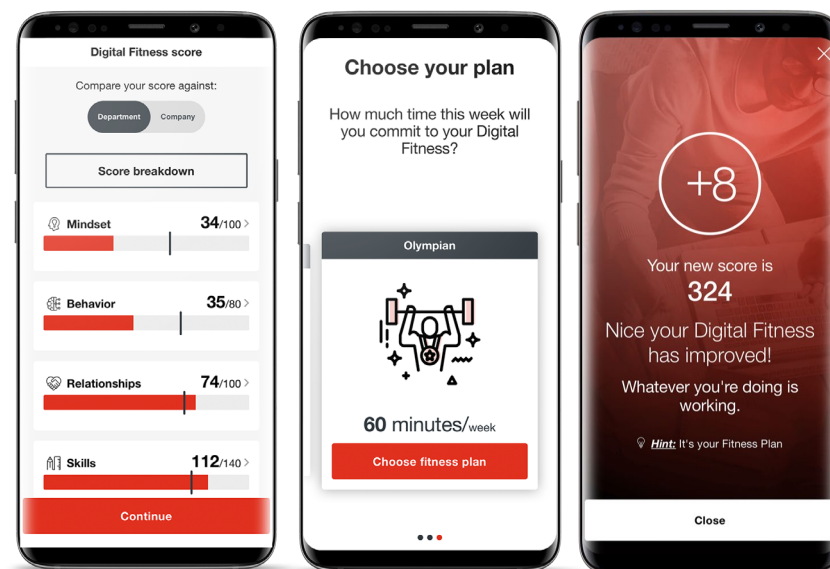 Digital Fitness score
Compare your score against:
Department
Company
Score breakdown
Mindset
34/100 >
Behavior
35/80 >
Relationships
74/100 >
Skills
112/140 >
Continue
Choose your plan
How much time this week will
you commit to your Digital
Fitness?
Olympian
60 minutes/week
Choose fitness plan
+8
Your new score is
324
Nice your Digital Fitness
has improved!
Whatever you're doing is
working.
Hint: It's your Fitness Plan
Close